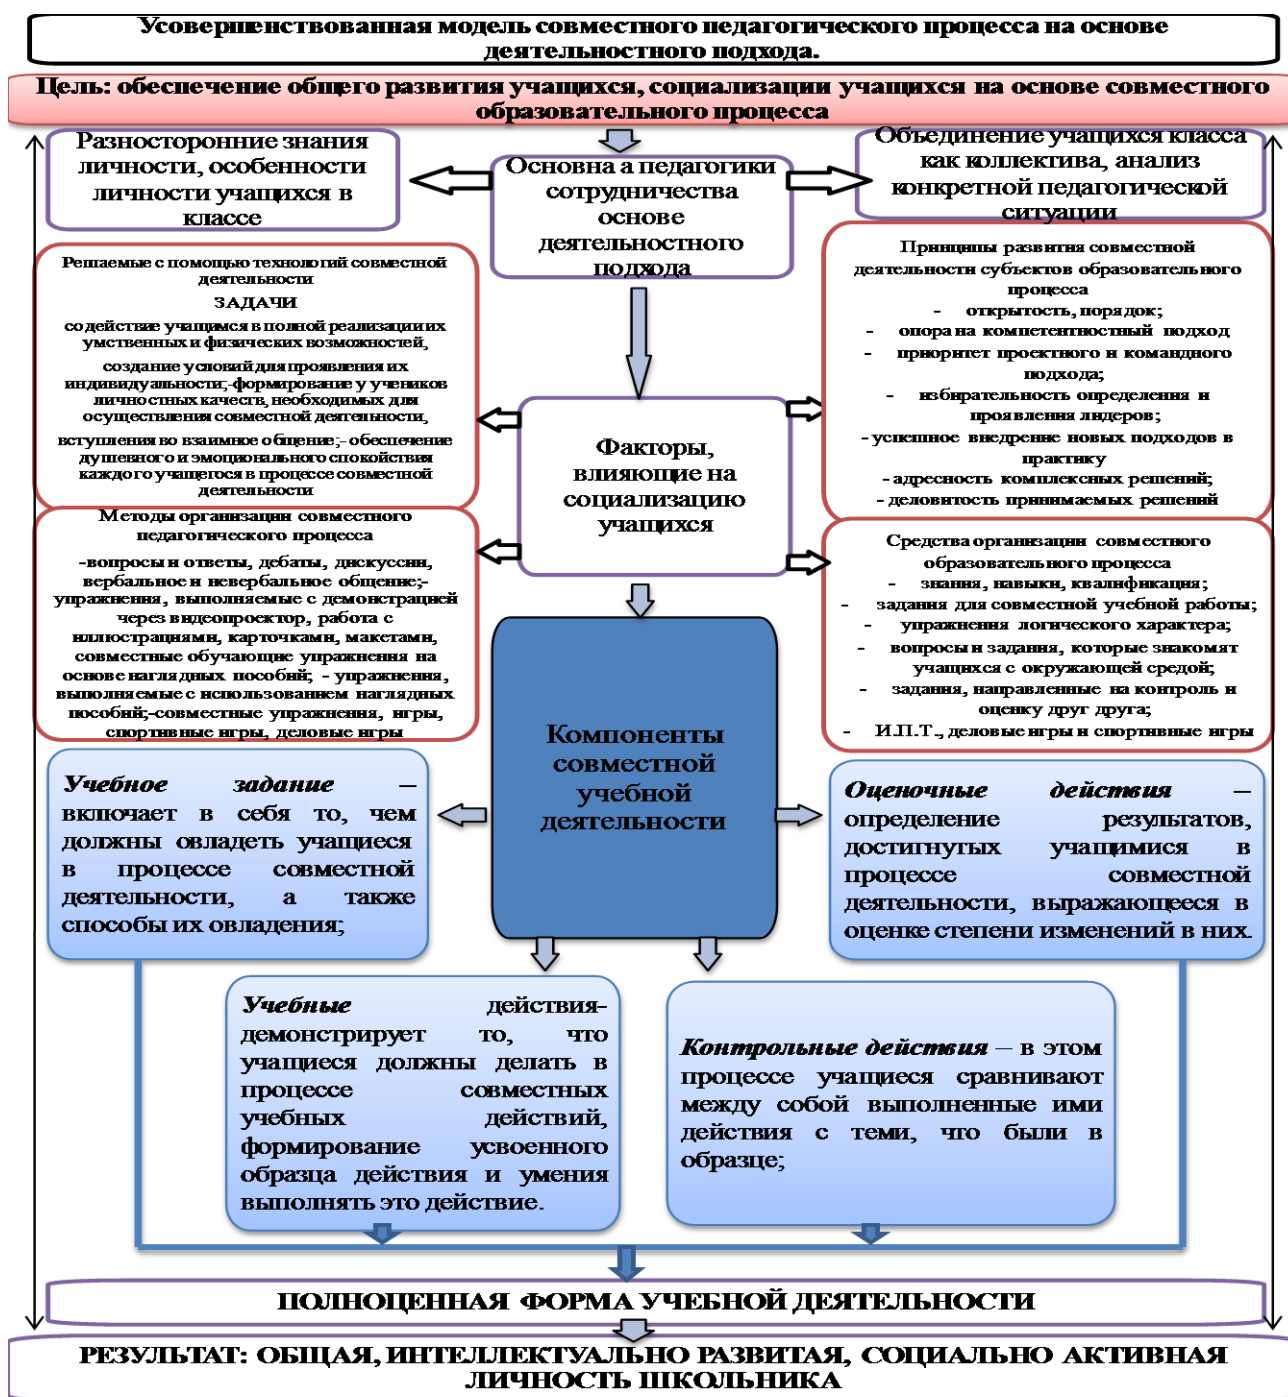 Усовершенствованная модель совместного педагогического процесса на основе
деятельностного подхода.
Цель: обеспечение общего развития учащихся, социализации учащихся на основе совместного
образовательного процесса
Разносторонние знания
личности, особенности
личности учащихся в
классе
Основна а педагогики
сотрудничества
основе
деятельностного
подхода
Объединение учащихся класса
как коллектива, анализ
конкретной педагогической
ситуации
Решаемые с помощью технологий совместной
деятельности
ЗАДАЧИ
содействие учащимся в полной реализации их
умственных и физических возможностей,
создание условий для проявления их
индивидуальности;-формирование у учеников
личностных качеств, необходимых для
осуществления совместной деятельности,
вступления во взаимное общение;- обеспечение
душевного и эмоционального спокойствия
каждого учащегося в процессе совместной
деятельности
Принципы развития совместной
деятельности субъектов образовательного
процесса
- открытость, порядок;
- опора на компетентностный подход
- приоритет проектного и командного
подхода;
- избирательность определения и
проявления лидеров;
- успешное внедрение новых подходов в
практику
- адресность комплексных решений;
- деловитость принимаемых решений
Факторы,
влияющие на
социализацию
учащихся
Методы организации совместного
педагогического процесса
-вопросы и ответы, дебаты, дискуссии,
вербальное и невербальное общение;-
упражнения, выполняемые с демонстрацией
через видеопроектор, работа с
иллюстрациями, карточками, макетами,
совместные обучающие упражнения на
основе наглядных пособий; - упражнения,
выполняемые с использованием наглядных
пособий;-совместные упражнения, игры,
спортивные игры, деловые игры
Средства организации совместного
образовательного процесса
- знания, навыки, квалификация;
- задания для совместной учебной работы;
- упражнения логического характера;
- вопросы и задания, которые знакомят
учащихся с окружающей средой;
- задания, направленные на контроль и
оценку друг друга;
- И.П.Т., деловые игры и спортивные игры
Компоненты
совместной
учебной
деятельности
Учебное задание –
включает в себя то, чем
должны овладеть учащиеся
в процессе совместной
деятельности, а также
способы их овладения;
Оценочные действия –
определение результатов,
достигнутых учащимися в
процессе совместной
деятельности, выражающееся в
оценке степени изменений в них.
Учебные действия-
демонстрирует то, что
учащиеся должны делать в
процессе совместных
учебных действий,
формирование усвоенного
образца действия и умения
выполнять это действие.
Контрольные действия – в этом
процессе учащиеся сравнивают
между собой выполненные ими
действия с теми, что были в
образце;
ПОЛНОЦЕННАЯ ФОРМА УЧЕБНОЙ ДЕЯТЕЛЬНОСТИ
РЕЗУЛЬТАТ: ОБЩАЯ, ИНТЕЛЛЕКТУАЛЬНО РАЗВИТАЯ, СОЦИАЛЬНО АКТИВНАЯ
ЛИЧНОСТЬ ШКОЛЬНИКА